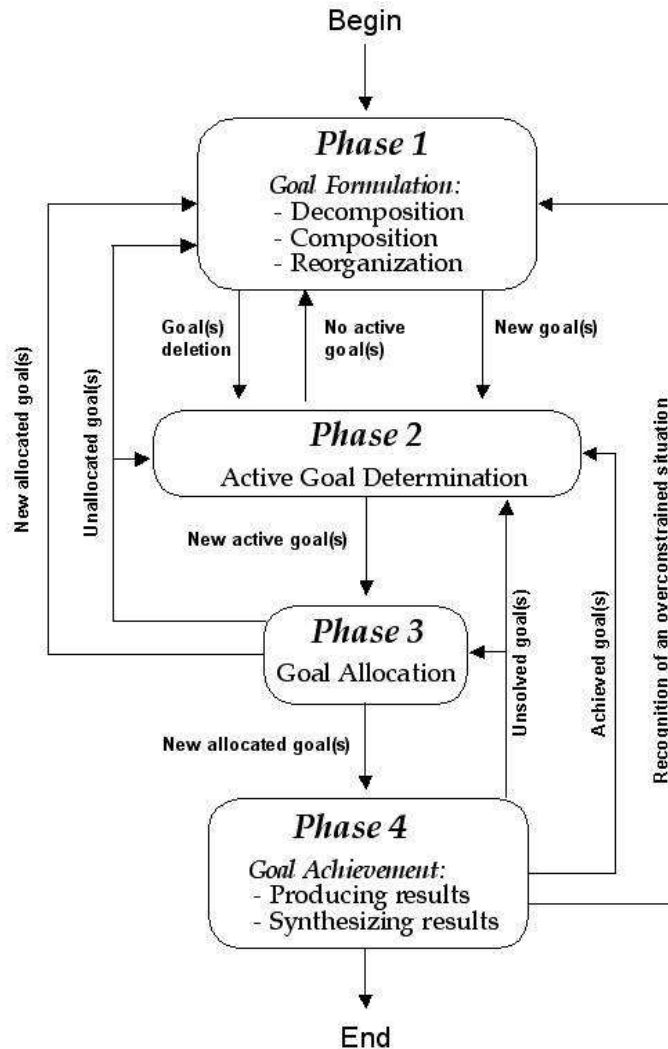 Begin
Phase 1
Goal Formulation:
- Decomposition
- Composition
- Reorganization
Goal(s)
deletion
No active
goal(s)
New goal(s)
Phase 2
Active Goal Determination
New allocated goal(s)
Unallocated goal(s)
New active goal(s)
Phase 3
Goal Allocation
Unsolved goal(s)
Achieved goal(s)
Recognition of an overconstrained situation
New allocated goal(s)
Phase 4
Goal Achievement:
- Producing results
- Synthesizing results
End